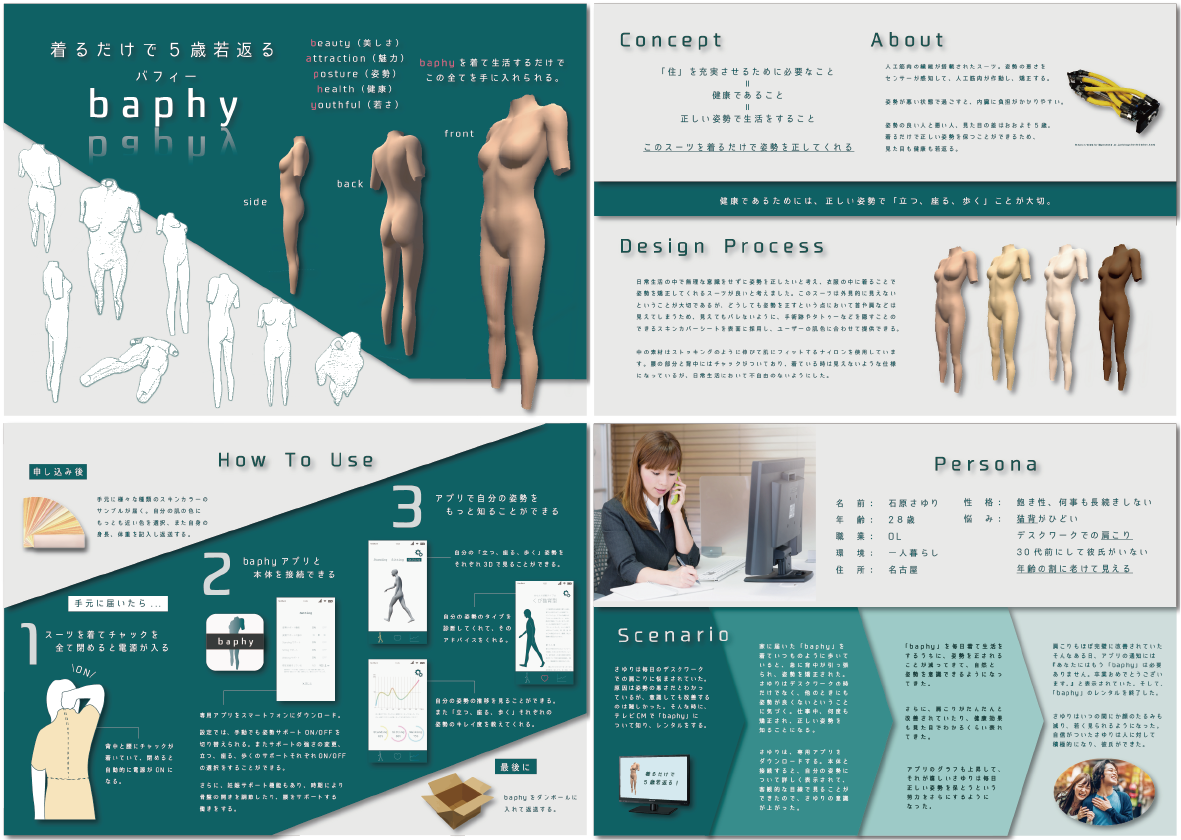 着るだけで５歳若返る
バフィー
baphy
beauty（美しさ）
attraction（魅力）
posture（姿勢）
health（健康）
youthful（若さ）
baphyを着て生活するだけで
この全てを手に入れられる。
front
back
side
Concept
「住」を充実させるために必要なこと
＝
健康であること
＝
正しい姿勢で生活をすること
このスーツを着るだけで姿勢を正してくれる
About
人工筋肉の繊維が搭載されたスーツ。姿勢の悪さを
センサーが感知して、人工筋肉が作動し、矯正する。
姿勢が悪い状態で過ごすと、内臓に負担がかかりやすい。
姿勢の良い人と悪い人、見た目の差はおおよそ５歳。
着るだけで正しい姿勢を保つことができるため、
見た目も健康も若返る。
健康であるためには、正しい姿勢で「立つ、座る、歩く」ことが大切。
Design Process
日常生活の中で無理な意識をせずに姿勢を正したいと考え、衣服の中に着ることで
姿勢を矯正してくれるスーツが良いと考えました。このスーツは外見的に見えない
ということが大切であるが、どうしても姿勢を正すという点において首や肩などは
見えてしまうため、見えてもバレないように、手術跡やタトゥーなどを隠すことの
できるスキンカバーシートを表面に採用し、ユーザーの肌色に合わせて提供できる。
中の素材はストッキングのように伸びて肌にフィットするナイロンを使用していま
す。腰の部分と背中にはチャックがついており、着ている時は見えないような仕様
になっているが、日常生活において不自由のないようにした。
How To Use
申し込み後
手元に様々な種類のスキンカラーの
サンプルが届く。自分の肌の色に
もっとも近い色を選択、また自身の
身長、体重を記入し返送する。
手元に届いたら...
1
スーツを着てチャックを
全て閉めると電源が入る
ON!
背中と腰にチャックが
着いていて、閉めると
自動的に電源がONに
なる。
2
baphyアプリと
本体を接続できる
baphy
専用アプリをスマートフォンにダウンロード。
設定では、手動でも姿勢サポートON/OFFを
切り替えられる。またサポートの強さの変更、
立つ、座る、歩くのサポートそれぞれON/OFF
の選択をすることができる。
さらに、妊娠サポート機能もあり、時期により
骨盤の開きを調節したり、腰をサポートする
働きをする。
3
アプリで自分の姿勢を
もっと知ることができる
自分の「立つ、座る、歩く」姿勢を
それぞれ3Dで見ることができる。
自分の姿勢のタイプを
診断してくれて、その
アドバイスをくれる。
自分の姿勢の推移を見ることができる。
また「立つ、座る、歩く」それぞれの
姿勢のキレイ度を教えてくれる。
最後に
baphyをダンボールに
入れて返送する。
Persona
名　前：　石原さゆり
年　齢：　２８歳
職　業：　OL
環　境：　一人暮らし
住　所：　名古屋
性　格：　飽き性、何事も長続きしない
悩　み：　猫背がひどい
デスクワークでの肩こり
30代前にして彼氏がいない
年齢の割に老けて見える
Scenario
さゆりは毎日のデスクワーク
での肩こりに悩まされていた。
原因は姿勢の悪さだとわかっ
ているが、意識しても改善する
のは難しかった。そんな時に、
テレビCMで「baphy」に
ついて知り、レンタルをする。
着るだけで
５歳若返る！
家に届いた「baphy」を
着ていつものように歩いて
いると、急に背中が引っ張
られ、姿勢を矯正された。
さゆりはデスクワークの時
だけでなく、他のときにも
姿勢が良くないということ
に気づく。仕事中、何度も
矯正され、正しい姿勢を
知ることになる。
さゆりは、専用アプリを
ダウンロードする。本体と
接続すると、自分の姿勢に
ついて詳しく表示されて、
客観的な目線で見ることが
できたので、さゆりの意識
が上がった。
「baphy」を毎日着て生活を
するうちに、姿勢を正される
ことが減ってきて、自然と
姿勢を意識できるようになっ
てきた。
さらに、肩こりがだんだんと
改善されていたり、健康効果
も見た目でわかるくらい表れ
てきた。
アプリのグラフも上昇して、
それが嬉しいさゆりは毎日
正しい姿勢を保とうという
努力をさらにするように
なった。
肩こりもほぼ完璧に改善されていた
そんなある日、アプリの通知には
『あなたにはもう「baphy」は必要
ありません。卒業おめでとうござい
ます。』と表示されていた。そして、
「baphy」のレンタルを終了した。
さゆりはいつの間にか顔のたるみも
減り、若く見られるようになった。
自信がついたさゆりは人に対して
積極的になり、彼氏ができた。